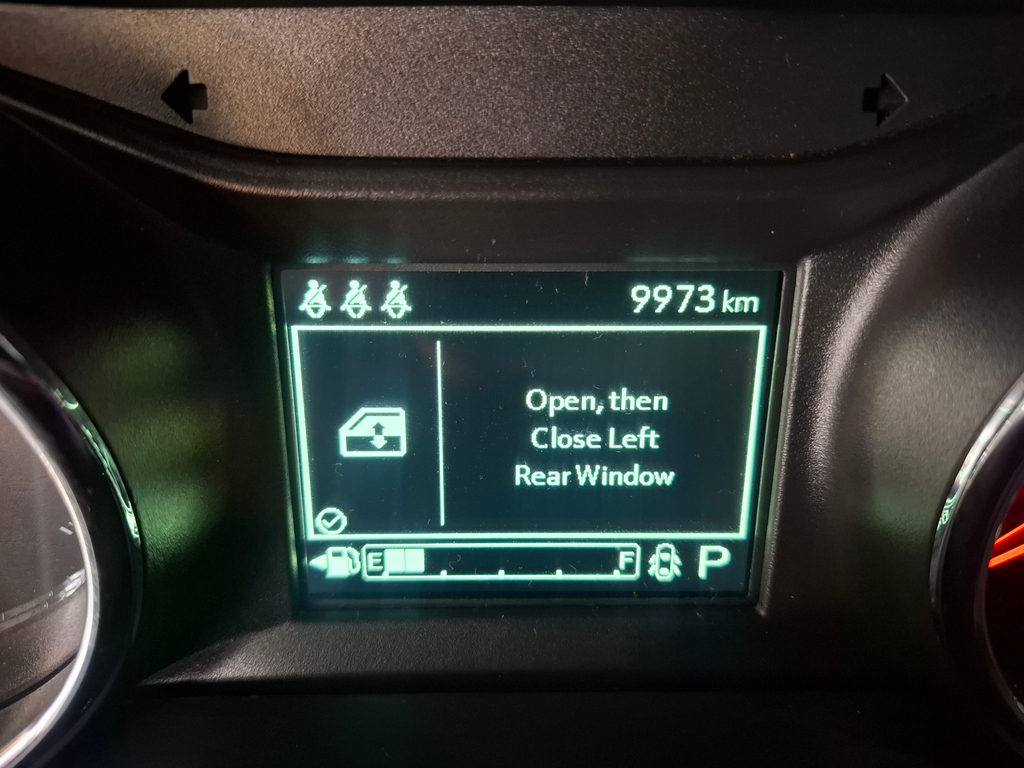 9973 km
Open, then
Close Left
Rear Window
E F P